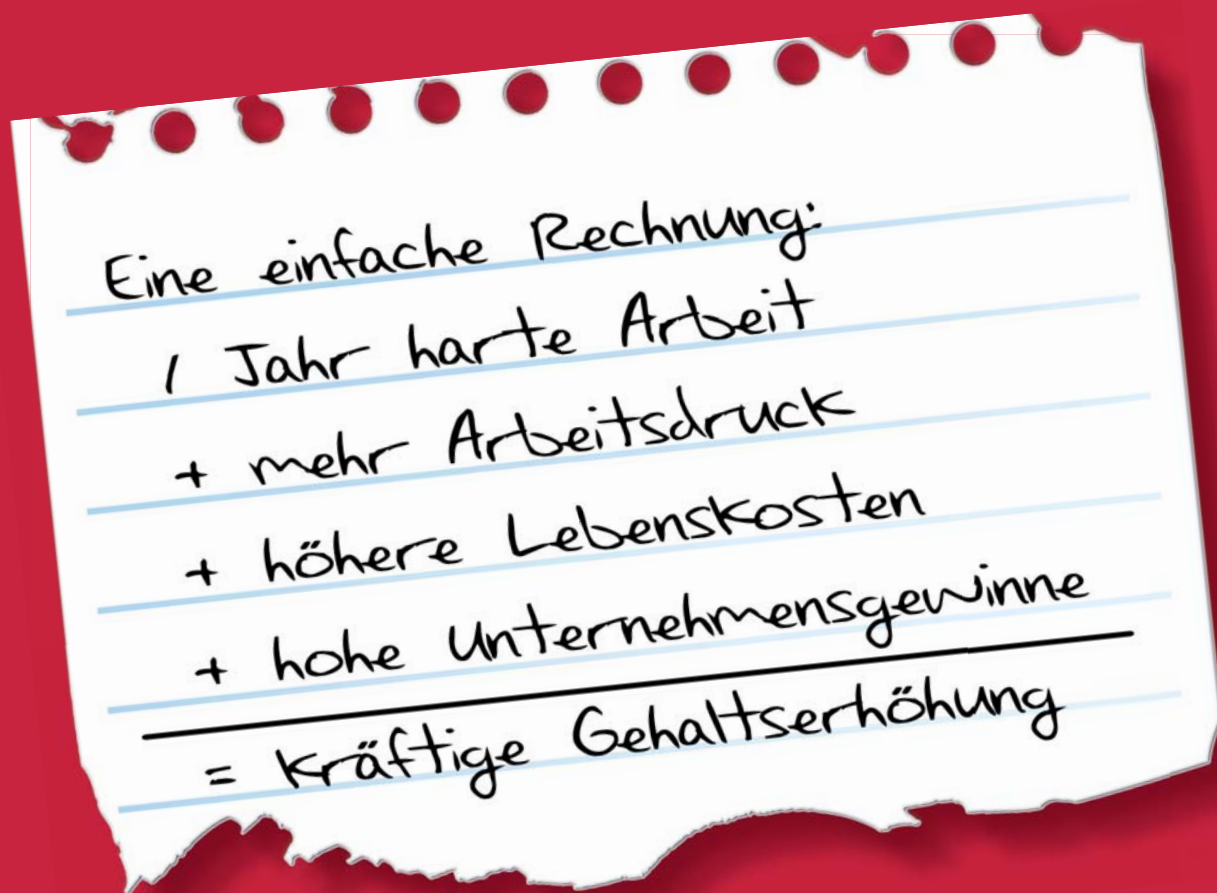 Eine einfache Rechnung:
1 Jahr harte Arbeit
+ mehr Arbeitsdruck
+ höhere Lebenskosten
+ hohe Unternehmensgewinne
= kräftige Gehaltserhöhung